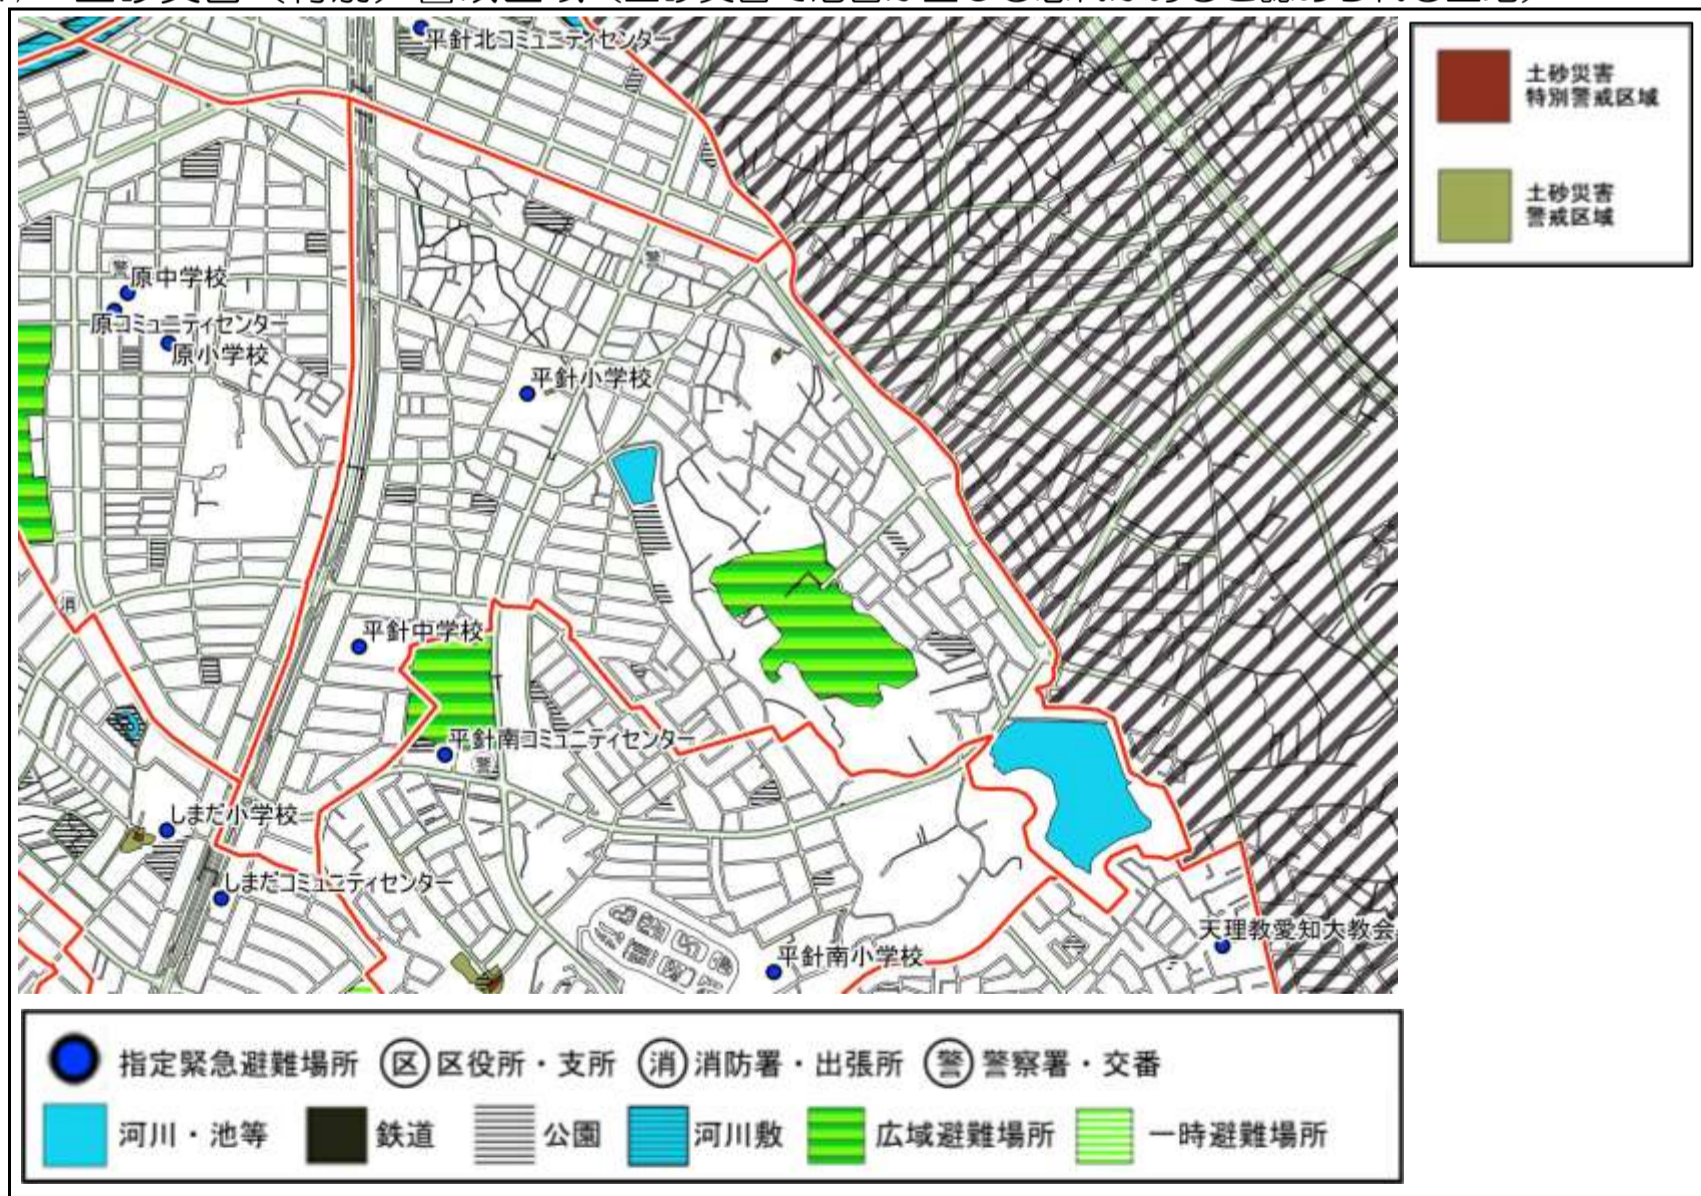 土砂災害
特別警戒区域
土砂災害
警戒区域
平針北コミュニティセンター
警
警
原中学校
原コミュニティセンター
原小学校
平針小学校
消
平針中学校
平針南コミュニティセンター
警
しまだ小学校
しまだコミュニティセンター
天理教愛知大教会
平針南小学校
指定緊急避難場所 区 区役所・支所 消 消防署・出張所 警 警察署・交番
河川・池等 鉄道 公園 河川敷 広域避難場所 一時避難場所